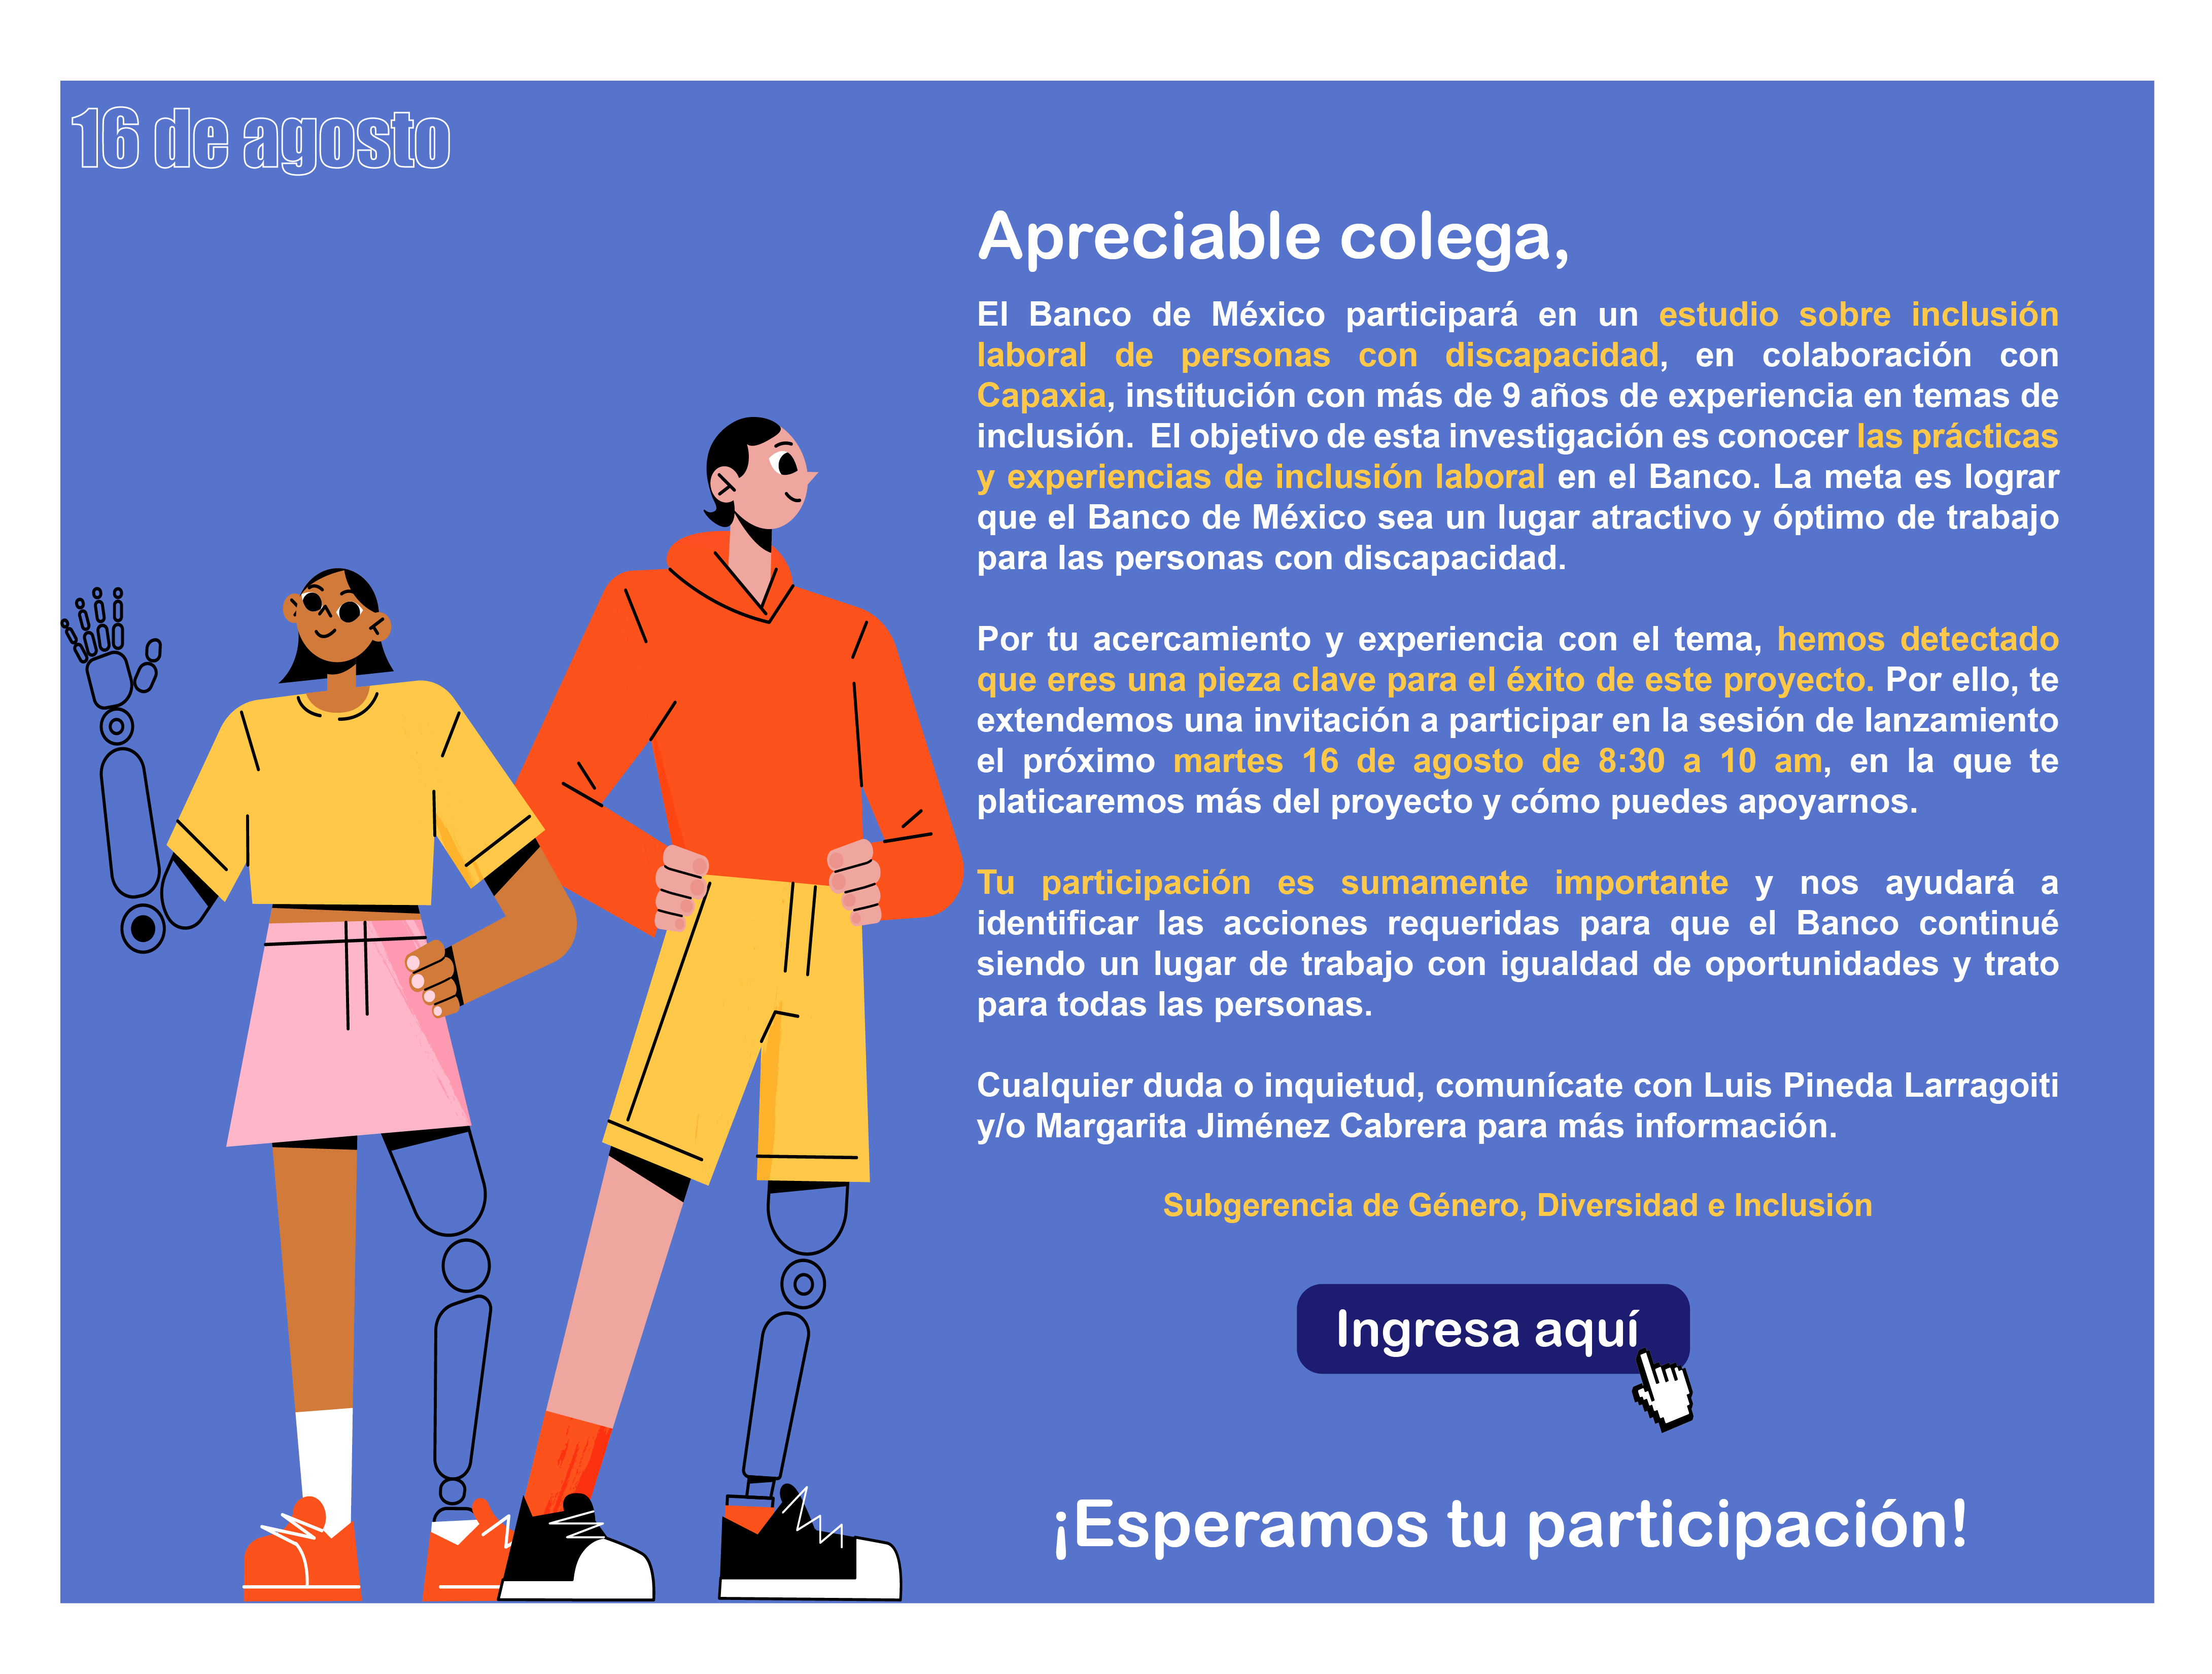 16 de agosto
Apreciable colega,
El Banco de México participará en un estudio sobre inclusión
laboral de personas con discapacidad, en colaboración con
Capaxia, institución con más de 9 años de experiencia en temas de
inclusión. El objetivo de esta investigación es conocer las prácticas
y experiencias de inclusión laboral en el Banco. La meta es lograr
que el Banco de México sea un lugar atractivo y óptimo de trabajo
para las personas con discapacidad.
Por tu acercamiento y experiencia con el tema, hemos detectado
que eres una pieza clave para el éxito de este proyecto. Por ello, te
extendemos una invitación a participar en la sesión de lanzamiento
el próximo martes 16 de agosto de 8:30 a 10 am, en la que te
platicaremos más del proyecto y cómo puedes apoyarnos.
Tu participación es sumamente importante y nos ayudará a
identificar las acciones requeridas para que el Banco continué
siendo un lugar de trabajo con igualdad de oportunidades y trato
para todas las personas.
Cualquier duda o inquietud, comunícate con Luis Pineda Larragoiti
y/o Margarita Jiménez Cabrera para más información.
Subgerencia de Género, Diversidad e Inclusión
Ingresa aquí
¡Esperamos tu participación!